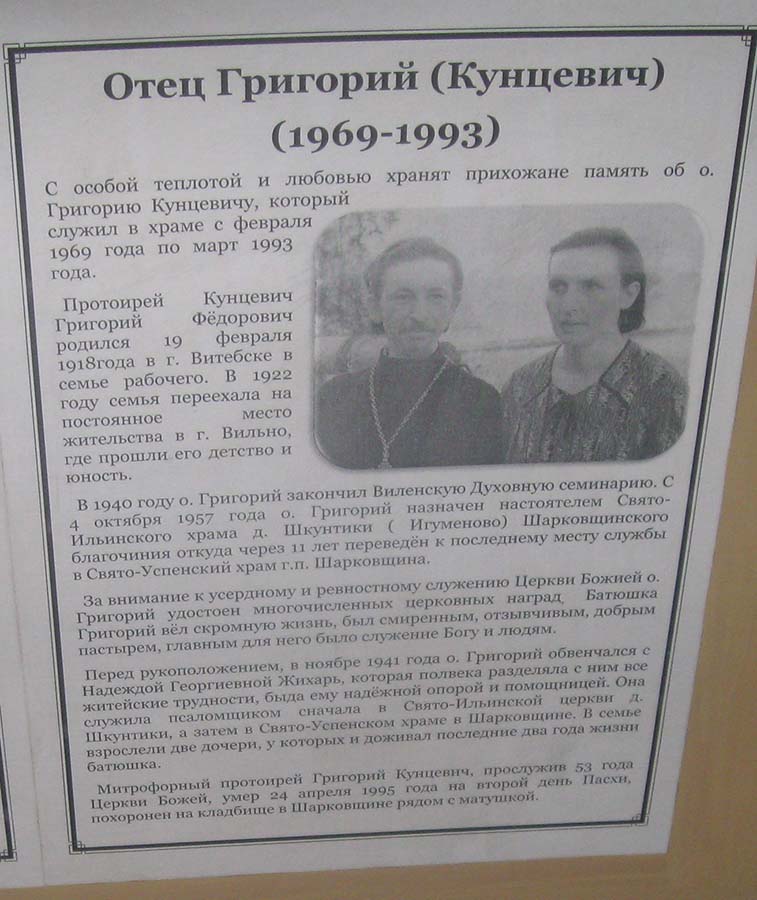 Отец Григорий (Кунцевич)
(1969-1993)
С особой теплотой и любовью хранят прихожане память об о.
Григорию Кунцевичу, который
служил в храме с февраля
1969 года по март 1993
года.
Протоирей Кунцевич
Григорий Фёдорович
родился 19 февраля
1918года в г. Витебске в
семье рабочего. В 1922
году семья переехала на
постоянное место
жительства в г. Вильно,
где прошли его детство и
юность.
В 1940 году о. Григорий закончил Виленскую Духовную семинарию. С
4 октября 1957 года о. Григорий назначен настоятелем Свято-
Ильинского храма д. Шкунтики ( Игуменово) Шарковщинского
благочиния откуда через 11 лет переведён к последнему месту службы
в Свято-Успенский храм г.п. Шарковщина.
За внимание к усердному и ревностному служению Церкви Божией о.
Григорий удостоен многочисленных церковных наград. Батюшка
Григорий вёл скромную жизнь, был смиренным, отзывчивым, добрым
пастырем, главным для него было служение Богу и людям.
Перед рукоположением, в ноябре 1941 года о. Григорий обвенчался с
Надеждой Георгиевной Жихарь, которая полвека разделяла с ним все
житейские трудности, быда ему надёжной опорой и помощницей. Она
служила псаломщиком сначала в Свято-Ильинской церкви д.
Шкунтики, а затем в Свято-Успенском храме в Шарковщине. В семье
взрослели две дочери, у которых и доживал последние два года жизни
батюшка.
Митрофорный протоирей Григорий Кунцевич, прослужив 53 года
Церкви Божей, умер 24 апреля 1995 года на второй день Пасхи,
похоронен на кладбище в Шарковщине рядом с матушкой.